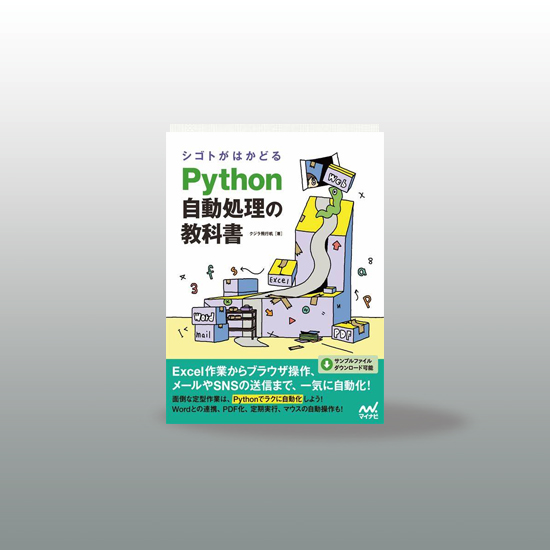 シゴトがはかどる
Python
自動処理の
教科書
クジラ飛行机 [著]
Web
Excel
Word
mail
PDF
3 f s
a
P
Excel作業からブラウザ操作、
メールやSNSの送信まで、一気に自動化!
サンプルファイル
ダウンロード可能
面倒な定型作業は、Pythonでラクに自動化しよう!
Wordとの連携、PDF化、定期実行、マウスの自動操作も!
マイナビ